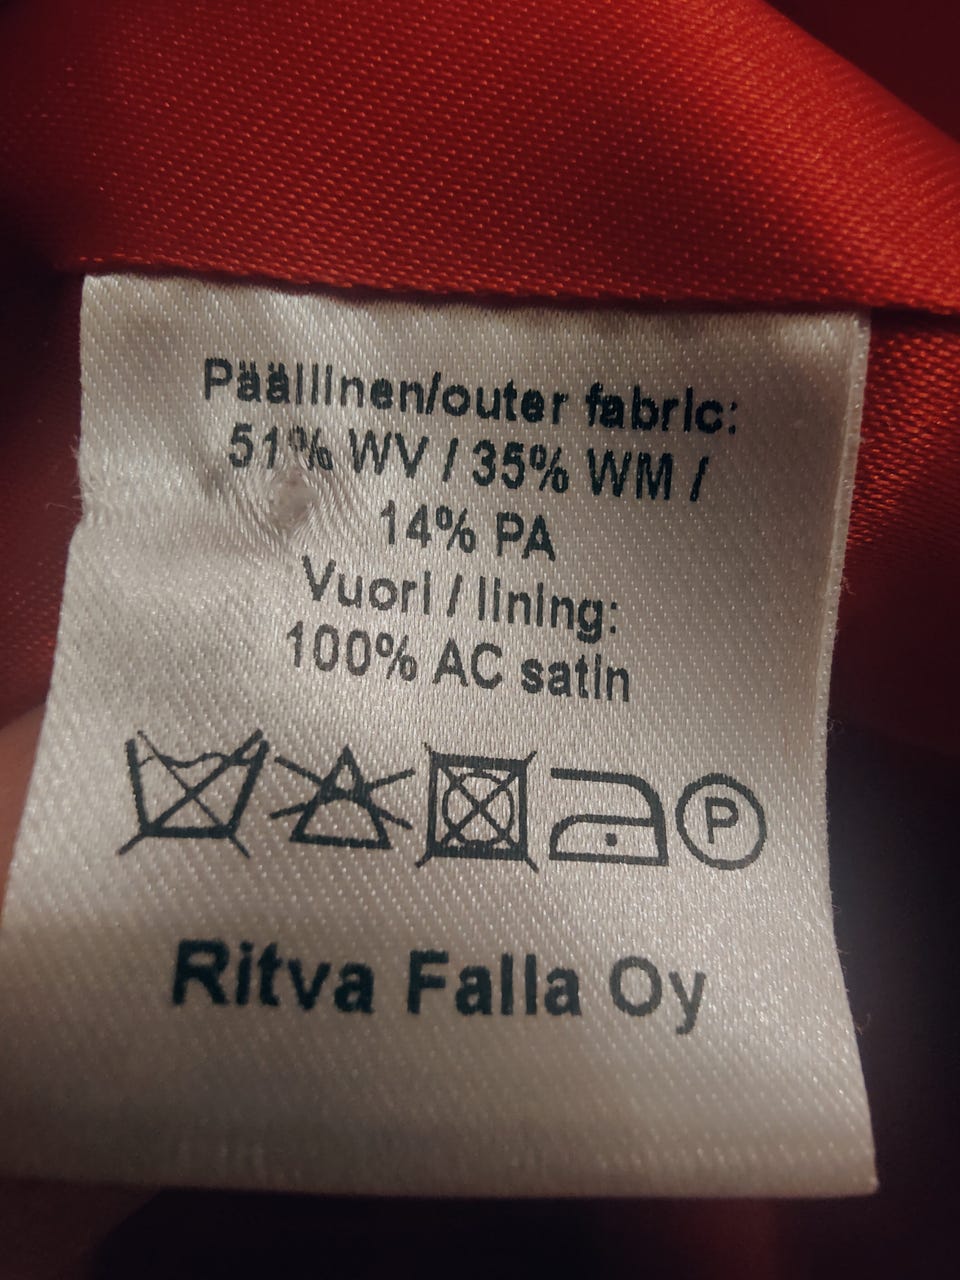 Päällinen/outer fabric:
51% WV / 35% WM /
14% PA
Vuori / lining:
100% AC satin
P
Ritva Falla Oy